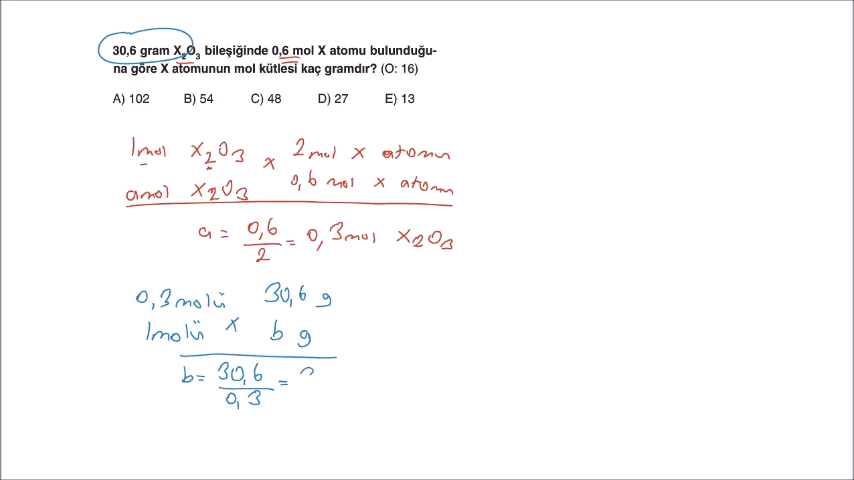 30,6 gram X₂O₃ bileşiğinde 0,6 mol X atomu bulunduğu-
na göre X atomunun mol kütlesi kaç gramdır? (O: 16)
A) 102 B) 54 C) 48 D) 27 E) 13
1mol X₂O₃ x 2mol x atomun
amol X₂O₃ 0,6 mol x atomn
a = 0,6/2 = 0,3mol X₂O₃
0,3molü 30,6 g
1molü x b g
b = 30,6/0,3 =